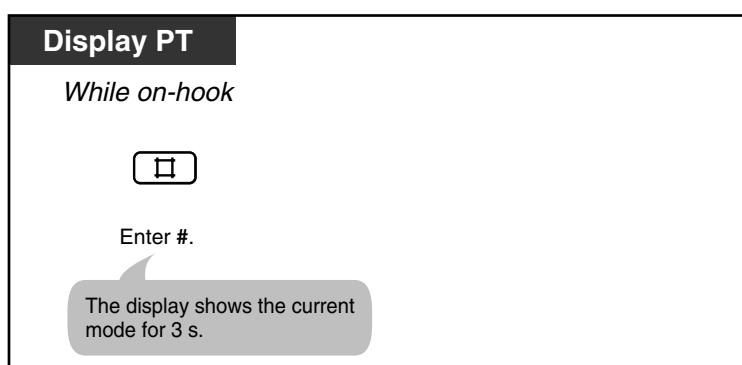 Display PT
While on-hook
#
Enter #.
The display shows the current
mode for 3 s.